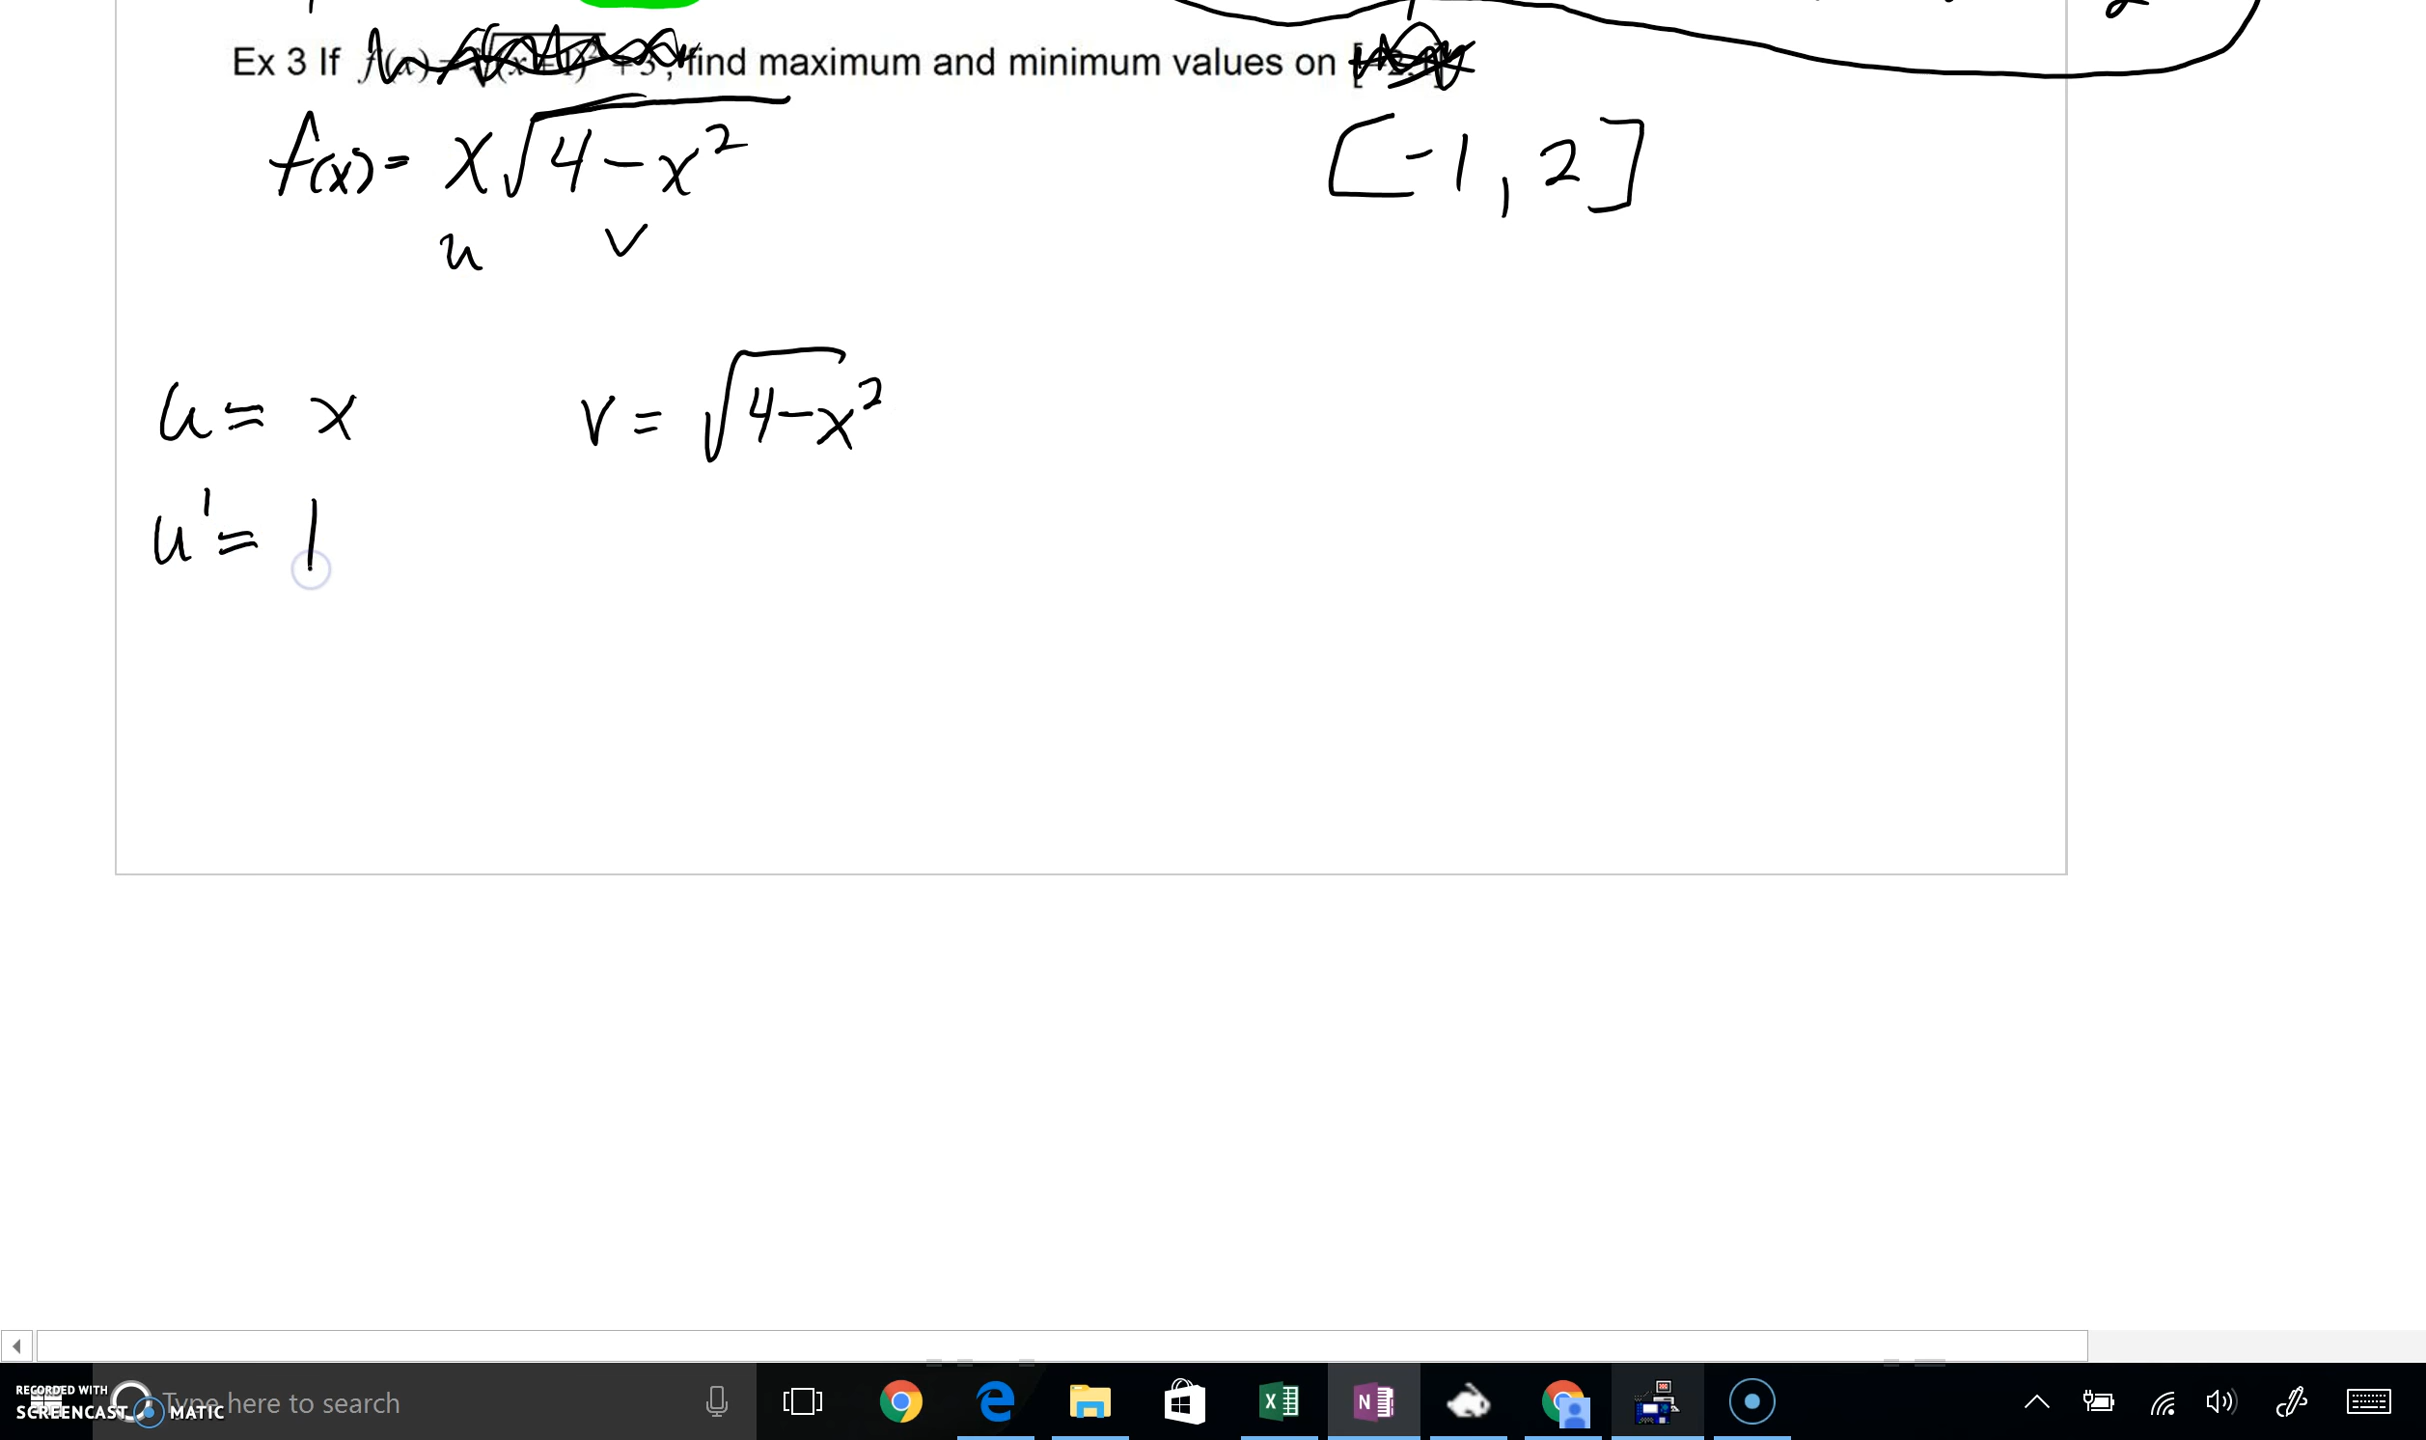 Ex 3 If , find maximum and minimum values on
f(x) = x√4-x² [-1, 2]
u v
u = x v = √4-x²
u' = 1
RECORDED WITH
SCREENCAST MATIC
Type here to search